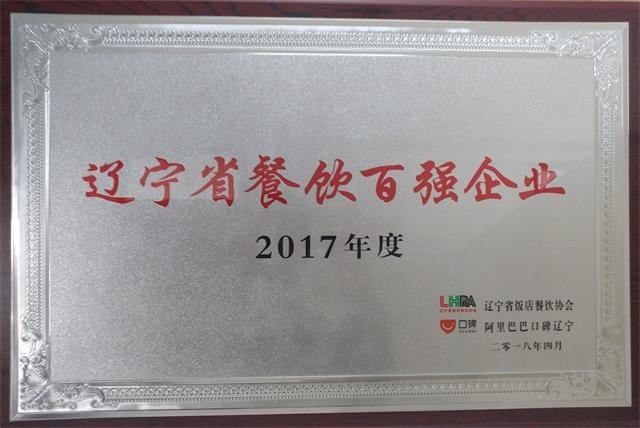 辽宁省餐饮百强企业
2017年度
LHRA 辽宁省饭店餐饮协会
口碑 阿里巴巴口碑辽宁
koubei
二零一八年四月